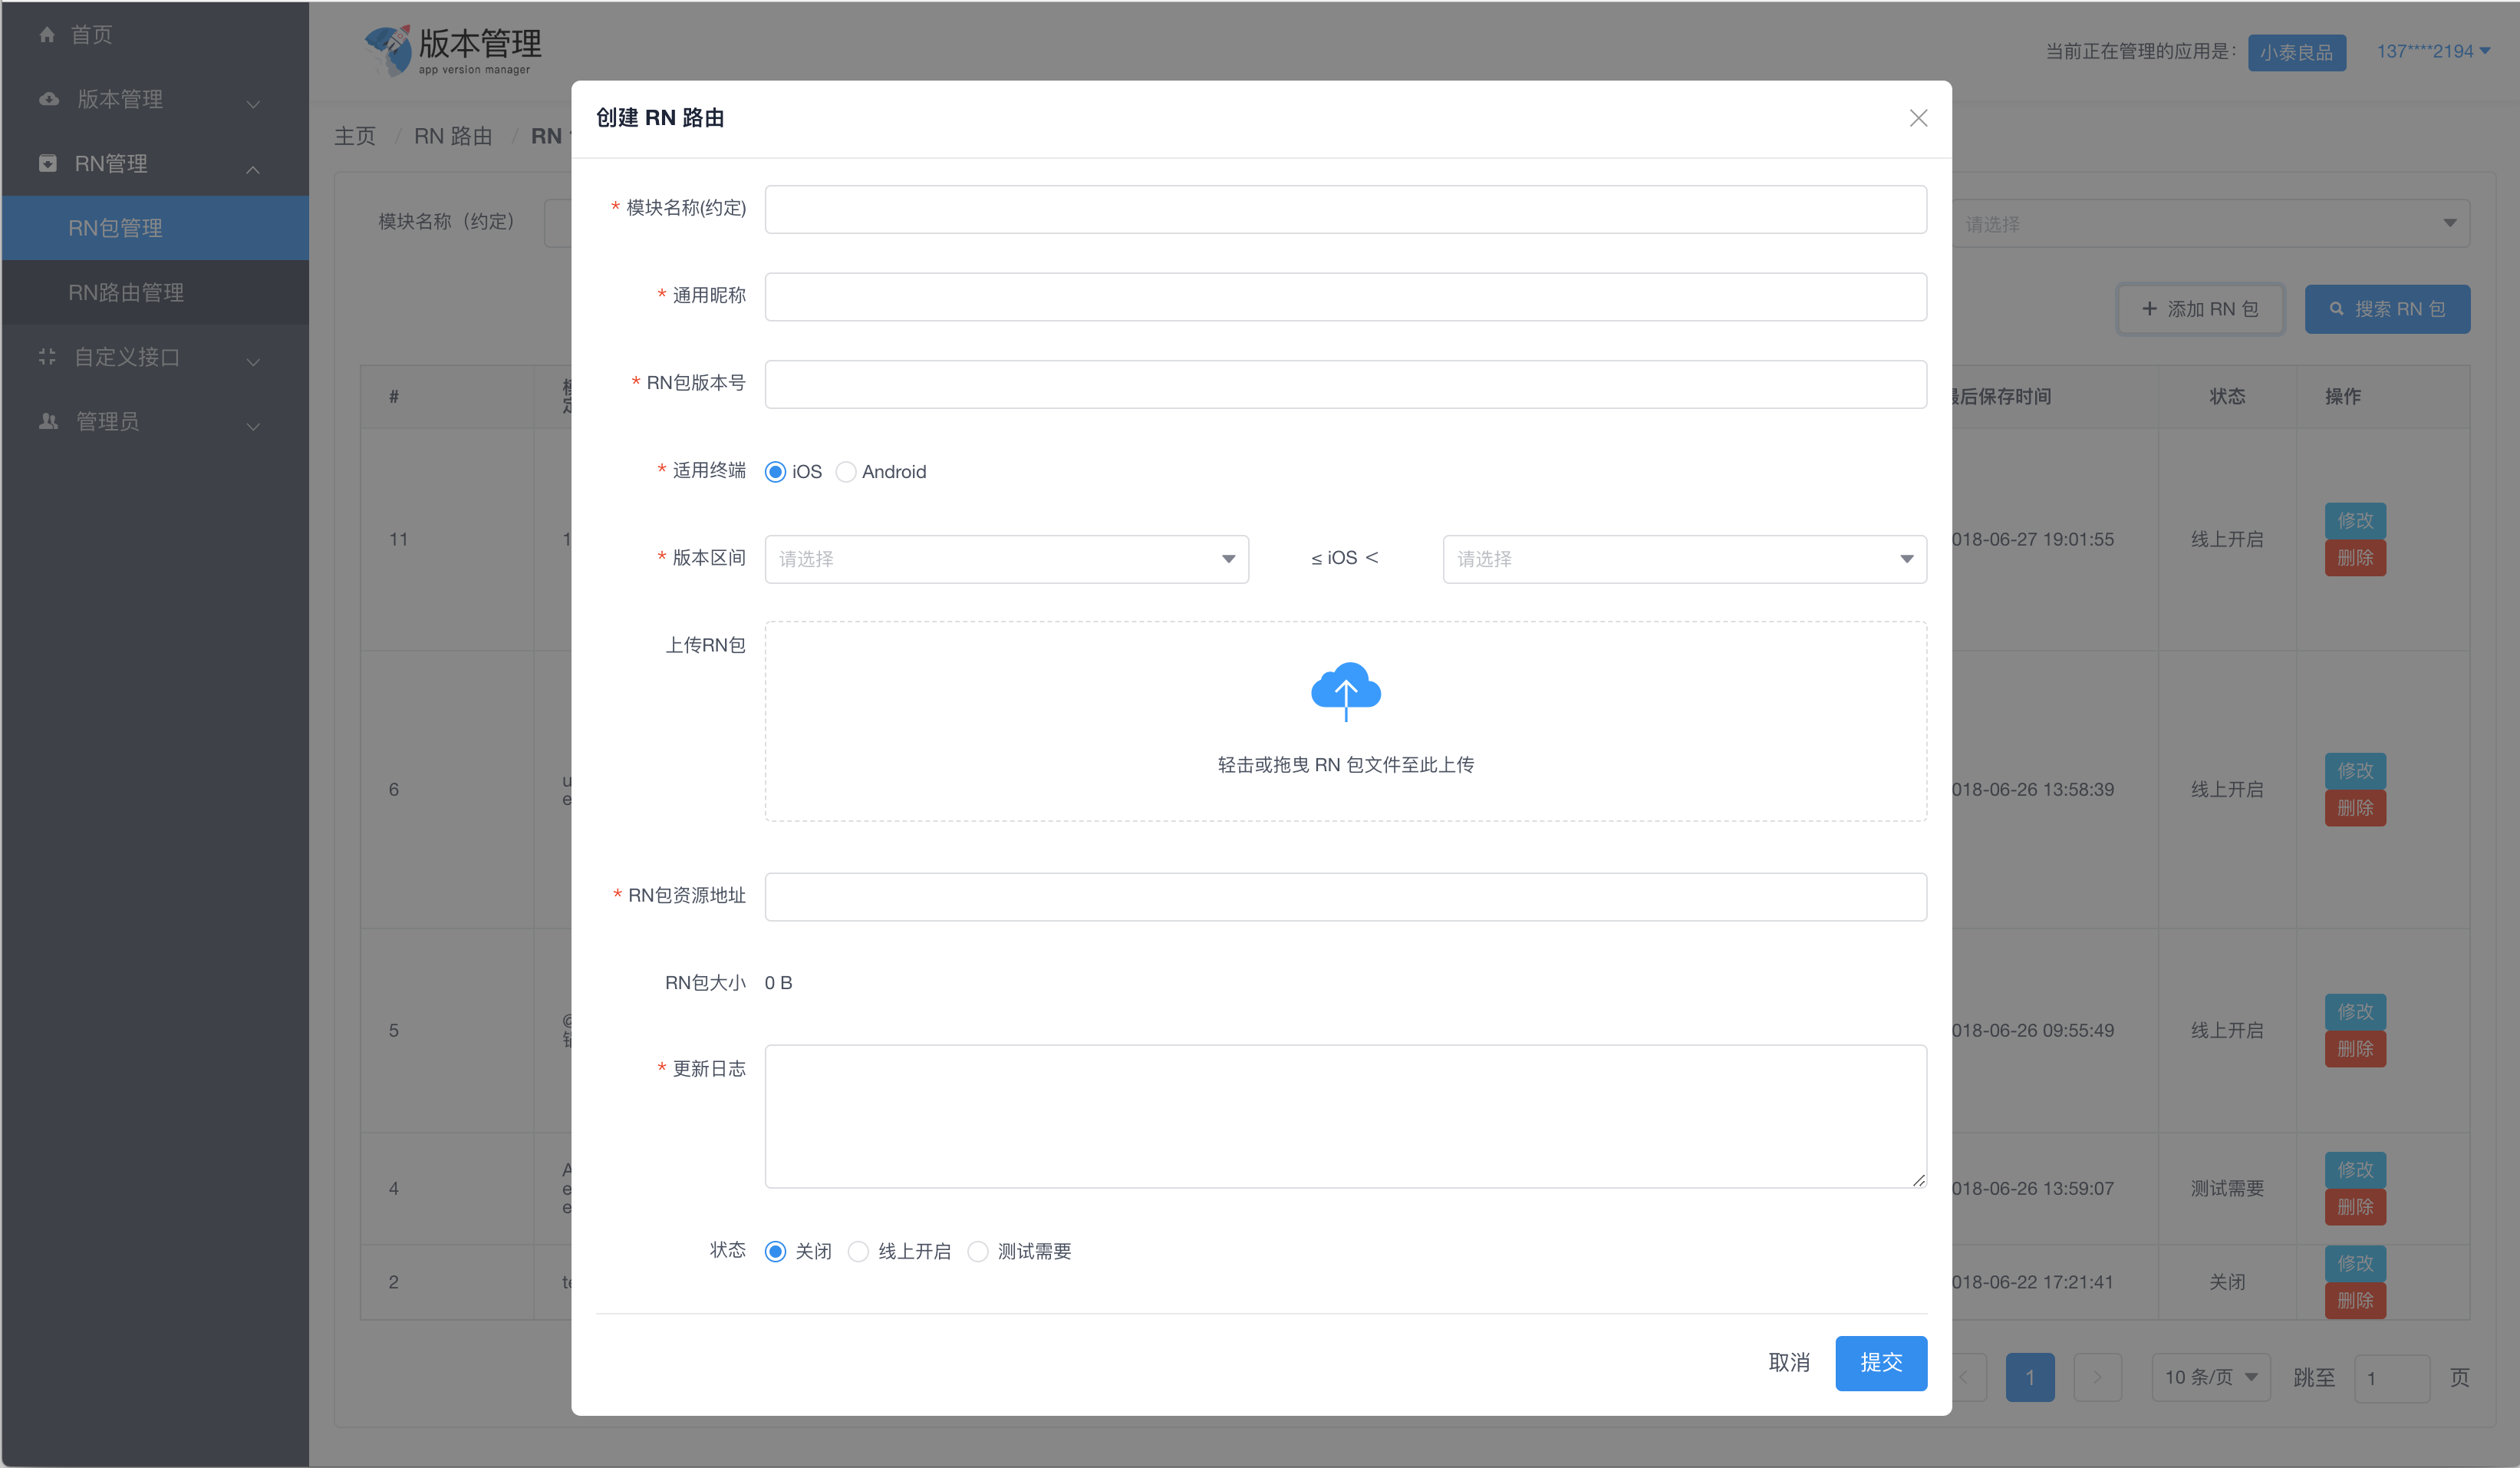 首页
版本管理
RN管理
RN包管理
RN路由管理
自定义接口
管理员
版本管理
app version manager
当前正在管理的应用是：
小泰良品
137****2194
主页 / RN 路由 / RN
模块名称（约定）
请选择
+ 添加 RN 包
搜索 RN 包
# 后保存时间 状态 操作
11 1 018-06-27 19:01:55 线上开启 修改
删除
6 018-06-26 13:58:39 线上开启 修改
删除
5 018-06-26 09:55:49 线上开启 修改
删除
4 018-06-26 13:59:07 测试需要 修改
删除
2 018-06-22 17:21:41 关闭 修改
删除
1
10 条/页
跳至
1
页
创建 RN 路由
* 模块名称(约定)
* 通用昵称
* RN包版本号
* 适用终端 iOS Android
* 版本区间 请选择 ≤ iOS < 请选择
上传RN包
轻击或拖曳 RN 包文件至此上传
* RN包资源地址
RN包大小 0 B
* 更新日志
状态 关闭 线上开启 测试需要
取消 提交